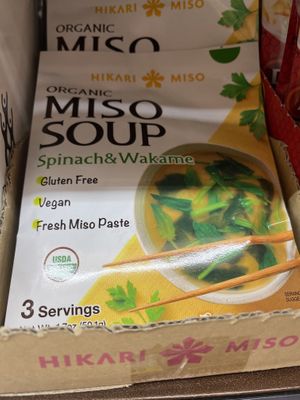 HIKARI MISO
ORGANIC
MISO
HIKARI MISO
ORGANIC
MISO
SOUP
Spinach&Wakame
Gluten Free
Vegan
Fresh Miso Paste
USDA
3 Servings
HIKARI MISO